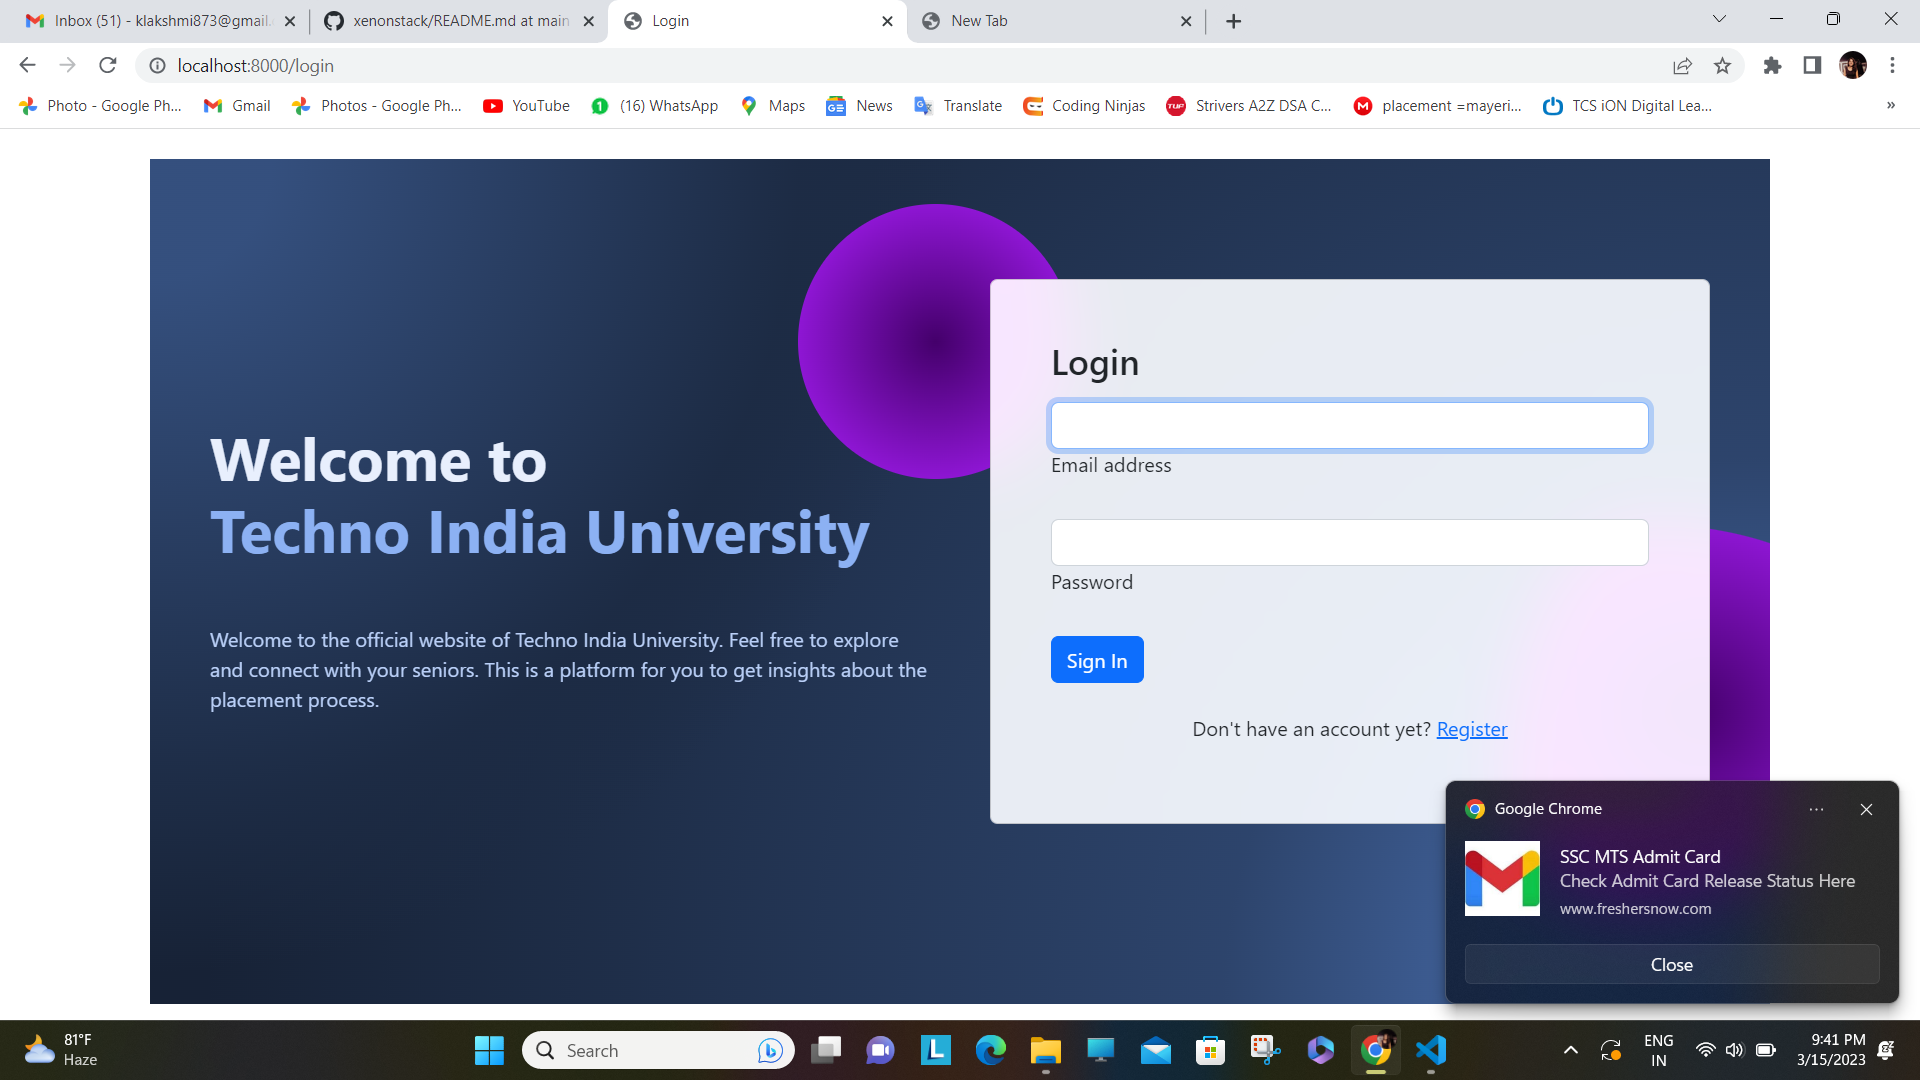 Inbox (51) - klakshmi873@gmail.
xenonstack/README.md at main
Login
New Tab
localhost:8000/login
Photo - Google Ph...
Gmail
Photos - Google Ph...
YouTube
(16) WhatsApp
Maps
News
Translate
Coding Ninjas
TUF
Strivers A2Z DSA C...
placement =mayeri...
TCS iON Digital Lea...
»
Welcome to
Techno India University
Welcome to the official website of Techno India University. Feel free to explore
and connect with your seniors. This is a platform for you to get insights about the
placement process.
Login
Email address
Password
Sign In
Don't have an account yet? Register
Google Chrome
SSC MTS Admit Card
Check Admit Card Release Status Here
www.freshersnow.com
Close
81°F
Haze
Search
ENG
IN
9:41 PM
3/15/2023